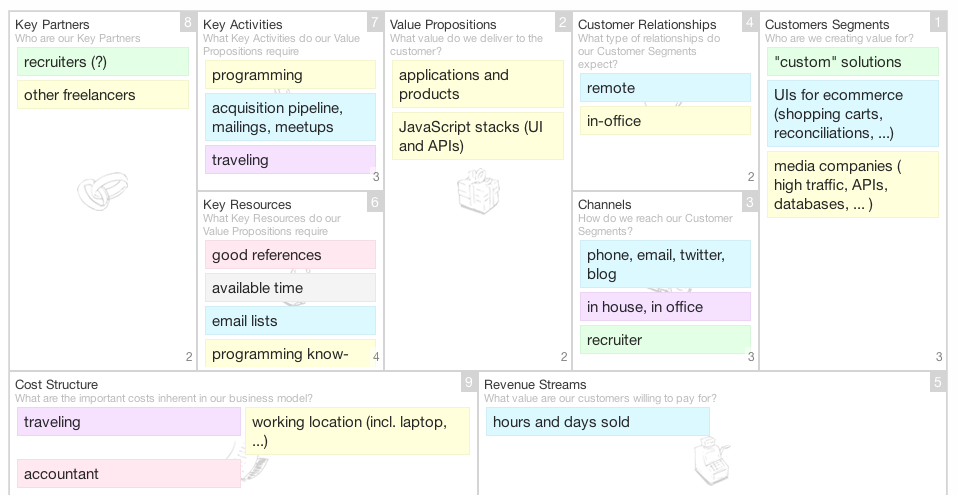 Key Partners
8
Who are our Key Partners
recruiters (?)
other freelancers
2
Key Activities
7
What Key Activities do our Value
Propositions require
programming
acquisition pipeline,
mailings, meetups
traveling
3
Key Resources
6
What Key Resources do our
Value Propositions require
good references
available time
email lists
programming know-
4
Value Propositions
2
What value do we deliver to the
customer?
applications and
products
JavaScript stacks (UI
and APIs)
2
Customer Relationships
4
What type of relationships do
our Customer Segments
expect?
remote
in-office
2
Channels
3
How do we reach our Customer
Segments?
phone, email, twitter,
blog
in house, in office
recruiter
3
Customers Segments
1
Who are we creating value for?
"custom" solutions
UIs for ecommerce
(shopping carts,
reconciliations, ...)
media companies (
high traffic, APIs,
databases, ... )
3
Cost Structure
9
What are the important costs inherent in our business model?
traveling
working location (incl. laptop,
...)
accountant
Revenue Streams
5
What value are our customers willing to pay for?
hours and days sold